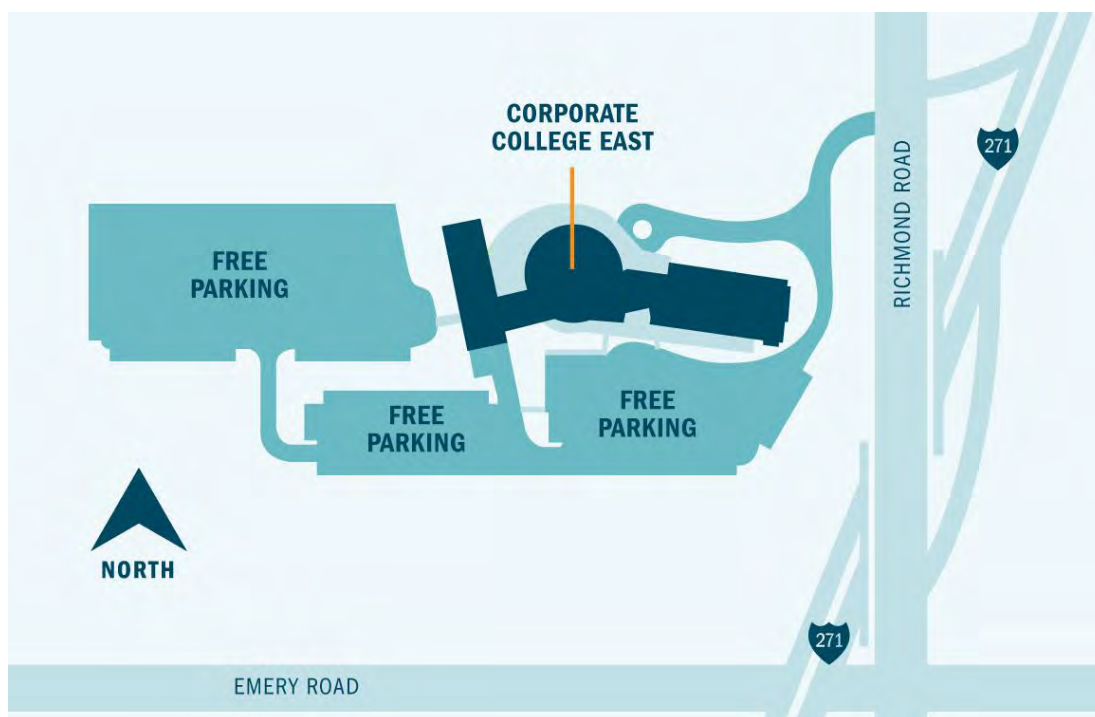 CORPORATE
COLLEGE EAST
271
RICHMOND ROAD
FREE
PARKING
FREE
PARKING
FREE
PARKING
NORTH
271
EMERY ROAD